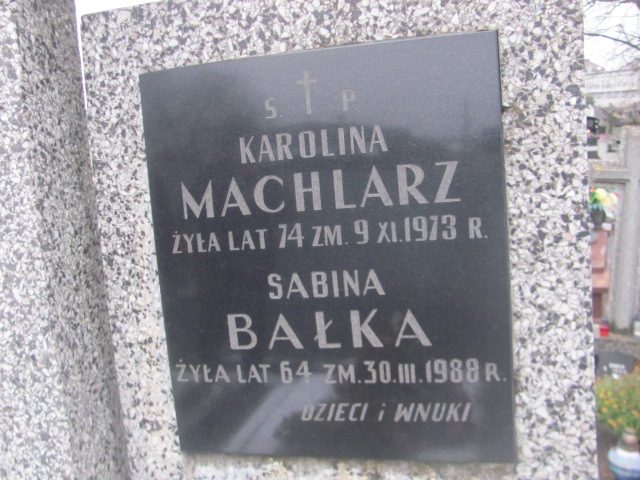 Ś. P.
KAROLINA
MACHLARZ
ŻYŁA LAT 74 ZM. 9 XI.1973 R.
SABINA
BAŁKA
ŻYŁA LAT 64 ZM. 30.III.1988 R.
DZIECI i WNUKI